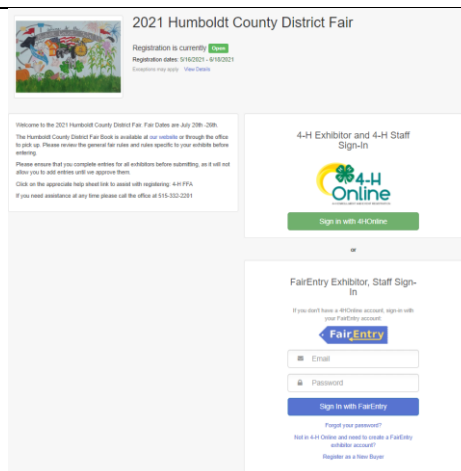 2021 Humboldt County District Fair
Registration is currently Open
Registration dates: 5/16/2021 - 6/18/2021
Exceptions may apply. View Details
Welcome to the 2021 Humboldt County District Fair. Fair Dates are July 20th -26th.
The Humboldt County District Fair Book is available at our website or through the office
to pick up. Please review the general fair rules and rules specific to your exhibits before
entering.
Please ensure that you complete entries for all exhibitors before submitting, as it will not
allow you to add entries until we approve them.
Click on the appreciate help sheet link to assist with registering: 4-H FFA
If you need assistance at any time please call the office at 515-332-2201
4-H Exhibitor and 4-H Staff
Sign-In
4-H
Online
Sign in with 4HOnline
or
FairEntry Exhibitor, Staff Sign-
In
If you don't have a 4HOnline account, sign-in with
your FairEntry account:
FairEntry
Email
Password
Sign In with FairEntry
Forgot your password?
Not in 4-H Online and need to create a FairEntry
exhibitor account?
Register as a New Buyer